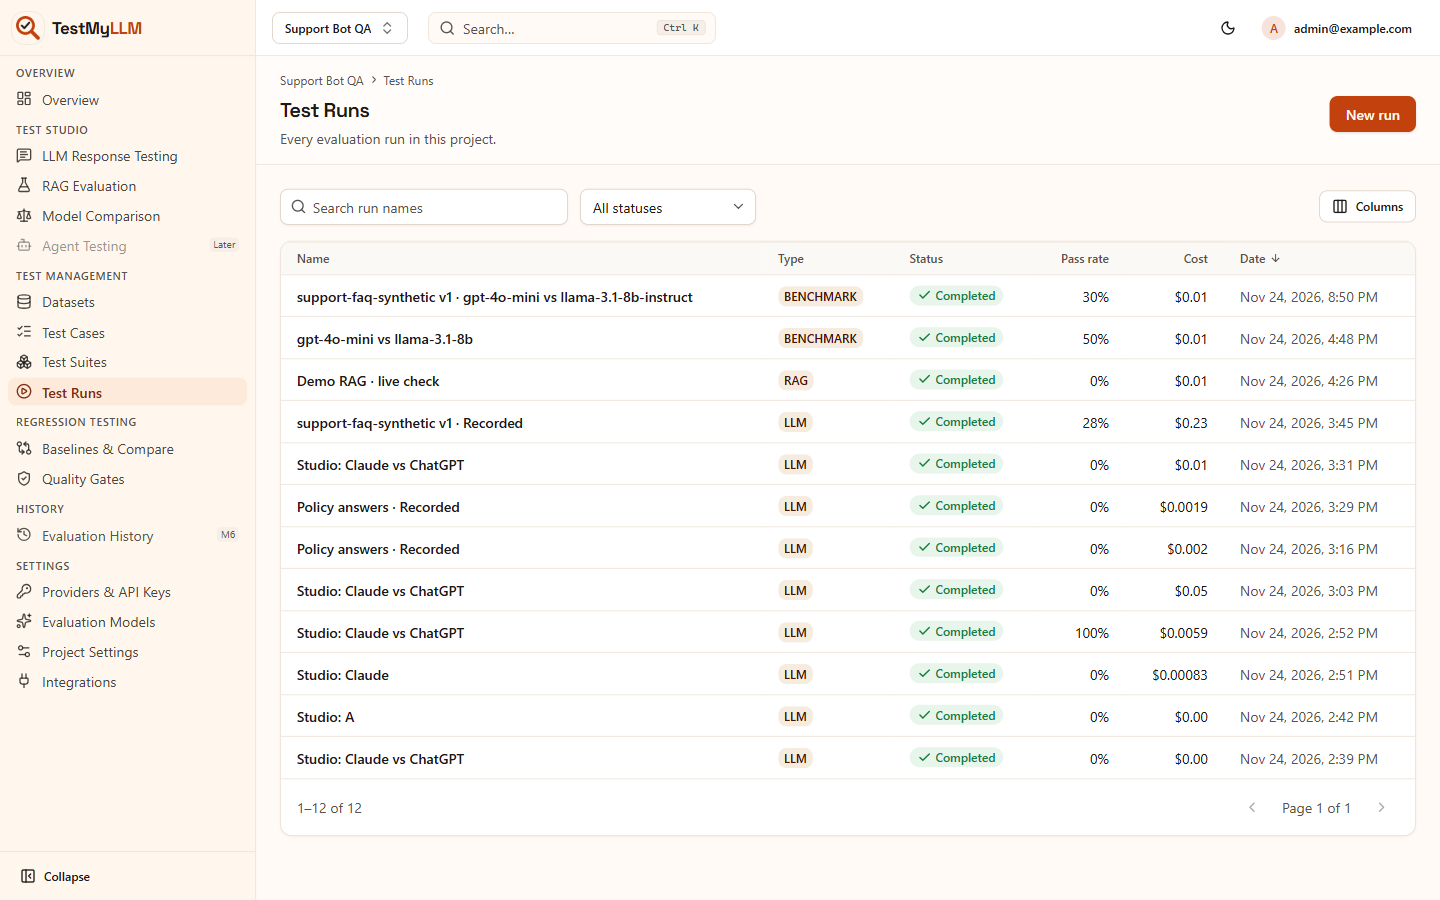 TestMyLLM
Support Bot QA
Search...
Ctrl K
A
admin@example.com
OVERVIEW
Overview
TEST STUDIO
LLM Response Testing
RAG Evaluation
Model Comparison
Agent Testing Later
TEST MANAGEMENT
Datasets
Test Cases
Test Suites
Test Runs
REGRESSION TESTING
Baselines & Compare
Quality Gates
HISTORY
Evaluation History M6
SETTINGS
Providers & API Keys
Evaluation Models
Project Settings
Integrations
Collapse
Support Bot QA > Test Runs
Test Runs
Every evaluation run in this project.
New run
Search run names
All statuses
Columns
Name Type Status Pass rate Cost Date ↓
support-faq-synthetic v1 · gpt-4o-mini vs llama-3.1-8b-instruct BENCHMARK Completed 30% $0.01 Nov 24, 2026, 8:50 PM
gpt-4o-mini vs llama-3.1-8b BENCHMARK Completed 50% $0.01 Nov 24, 2026, 4:48 PM
Demo RAG · live check RAG Completed 0% $0.01 Nov 24, 2026, 4:26 PM
support-faq-synthetic v1 · Recorded LLM Completed 28% $0.23 Nov 24, 2026, 3:45 PM
Studio: Claude vs ChatGPT LLM Completed 0% $0.01 Nov 24, 2026, 3:31 PM
Policy answers · Recorded LLM Completed 0% $0.0019 Nov 24, 2026, 3:29 PM
Policy answers · Recorded LLM Completed 0% $0.002 Nov 24, 2026, 3:16 PM
Studio: Claude vs ChatGPT LLM Completed 0% $0.05 Nov 24, 2026, 3:03 PM
Studio: Claude vs ChatGPT LLM Completed 100% $0.0059 Nov 24, 2026, 2:52 PM
Studio: Claude LLM Completed 0% $0.00083 Nov 24, 2026, 2:51 PM
Studio: A LLM Completed 0% $0.00 Nov 24, 2026, 2:42 PM
Studio: Claude vs ChatGPT LLM Completed 0% $0.00 Nov 24, 2026, 2:39 PM
1–12 of 12
Page 1 of 1